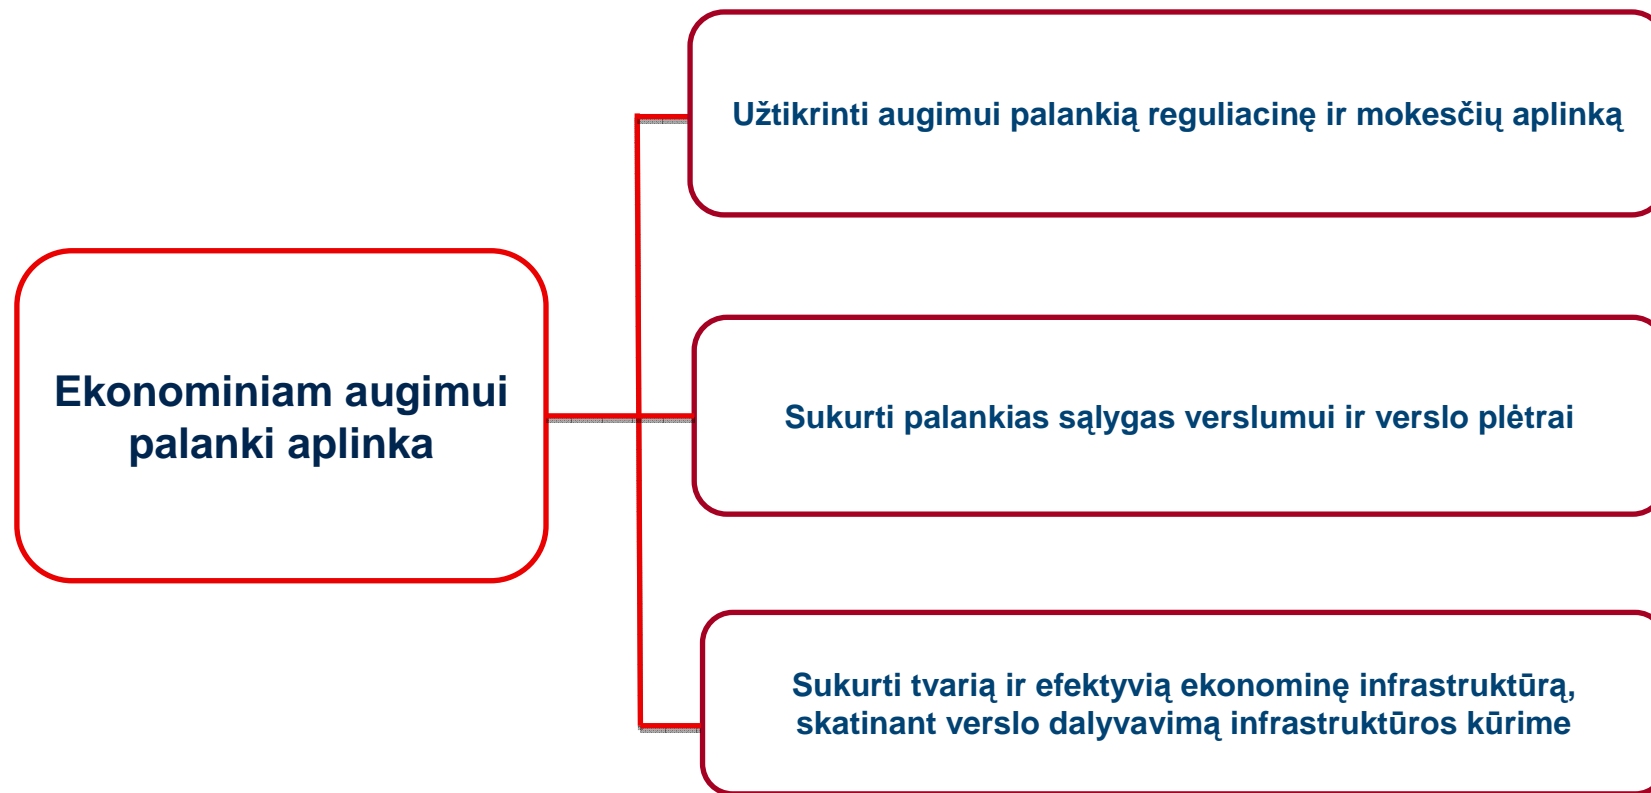 Užtikrinti augimui palankią reguliacinę ir mokesčių aplinką
Ekonominiam augimui
palanki aplinka
Sukurti palankias sąlygas verslumui ir verslo plėtrai
Sukurti tvarią ir efektyvią ekonominę infrastruktūrą,
skatinant verslo dalyvavimą infrastruktūros kūrime